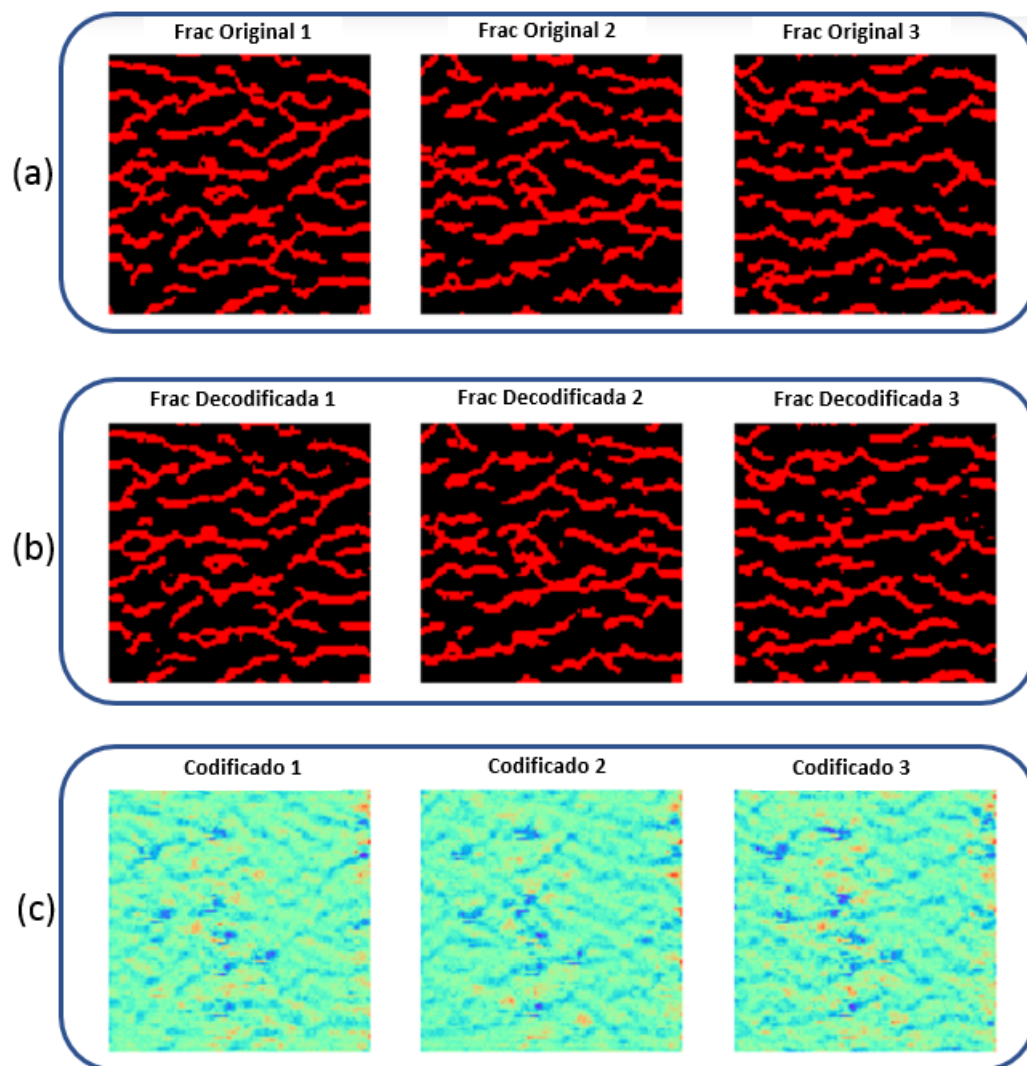 Frac Original 1
Frac Original 2
Frac Original 3
(a)
Frac Decodificada 1
Frac Decodificada 2
Frac Decodificada 3
(b)
Codificado 1
Codificado 2
Codificado 3
(c)